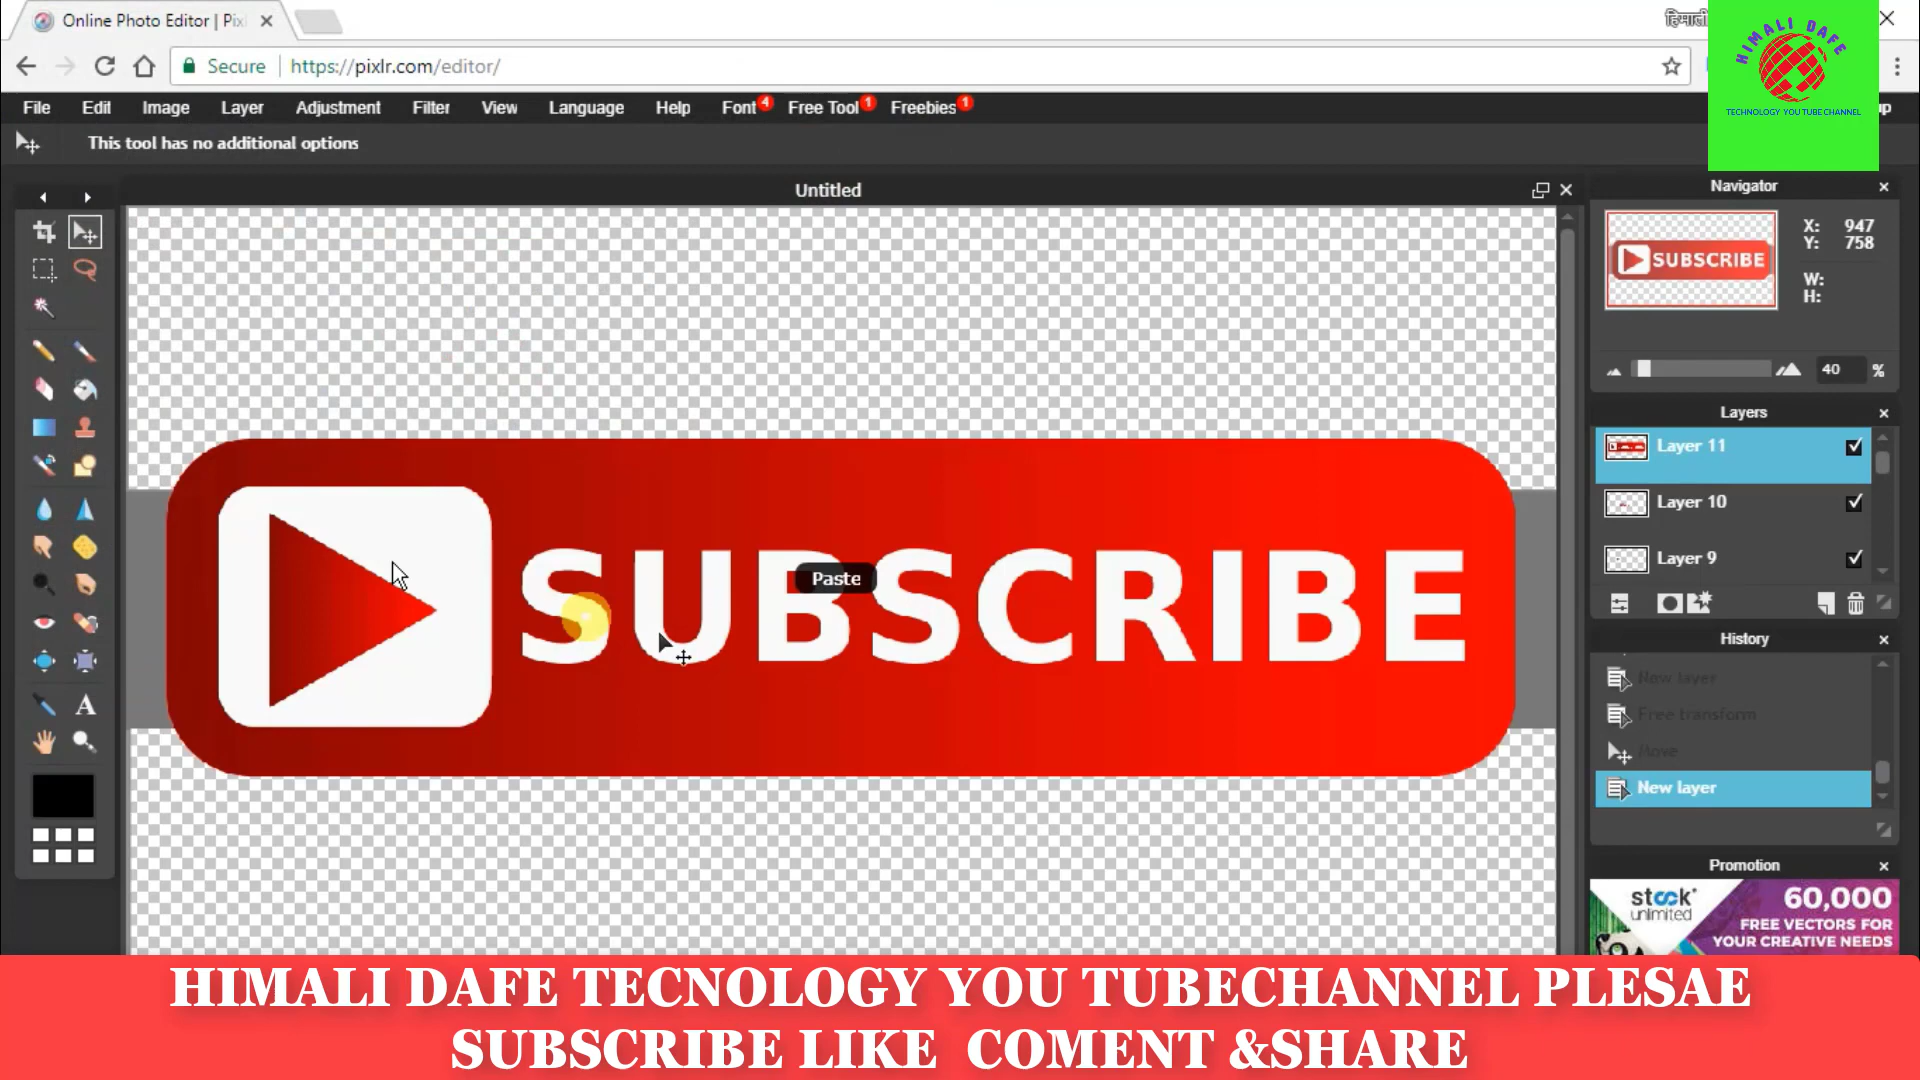 Online Photo Editor | Pix
हिमाली
Secure
https://pixlr.com/editor/
HIMALI DAFE
TECHNOLOGY YOU TUBE CHANNEL
File Edit Image Layer Adjustment Filter View Language Help Font 4 Free Tool 1 Freebies 1
up
This tool has no additional options
Untitled
Navigator
X: 947
Y: 758
W:
H:
SUBSCRIBE
40 %
Layers
Layer 11
Layer 10
Layer 9
SUBSCRIBE
Paste
A
History
New layer
Free transform
Move
New layer
Promotion
stock
unlimited
60,000
FREE VECTORS FOR
YOUR CREATIVE NEEDS
HIMALI DAFE TECNOLOGY YOU TUBECHANNEL PLESAE
SUBSCRIBE LIKE COMENT &SHARE